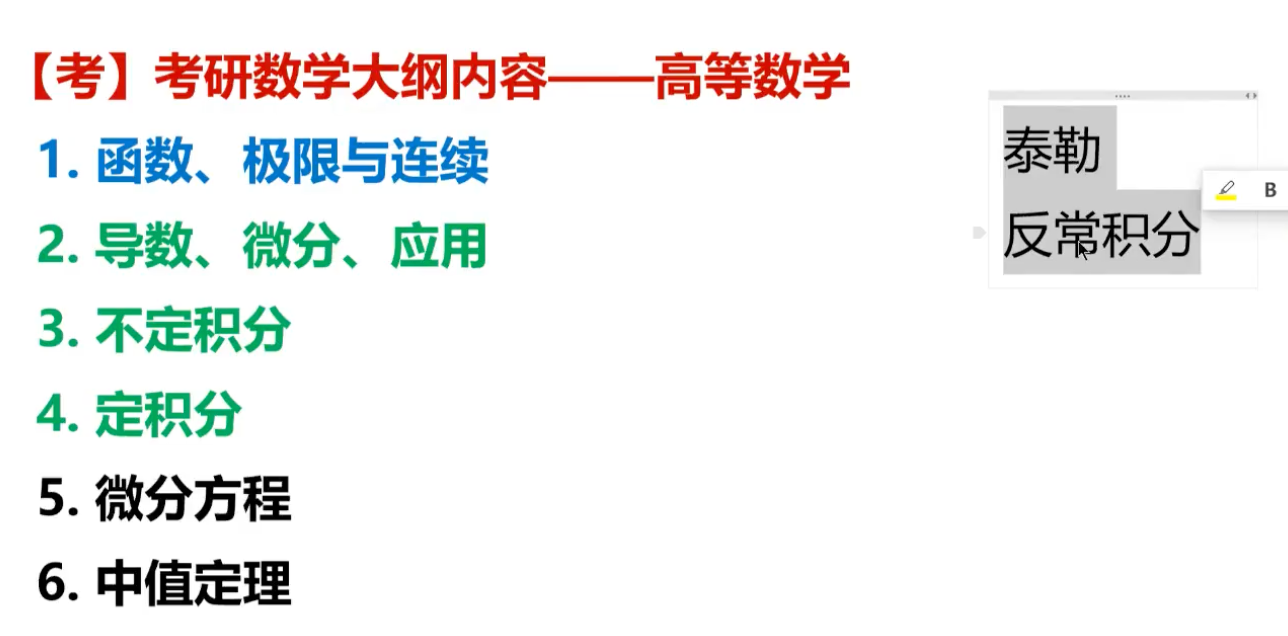 【考】考研数学大纲内容——高等数学
1. 函数、极限与连续
2. 导数、微分、应用
3. 不定积分
4. 定积分
5. 微分方程
6. 中值定理
泰勒
反常积分
B